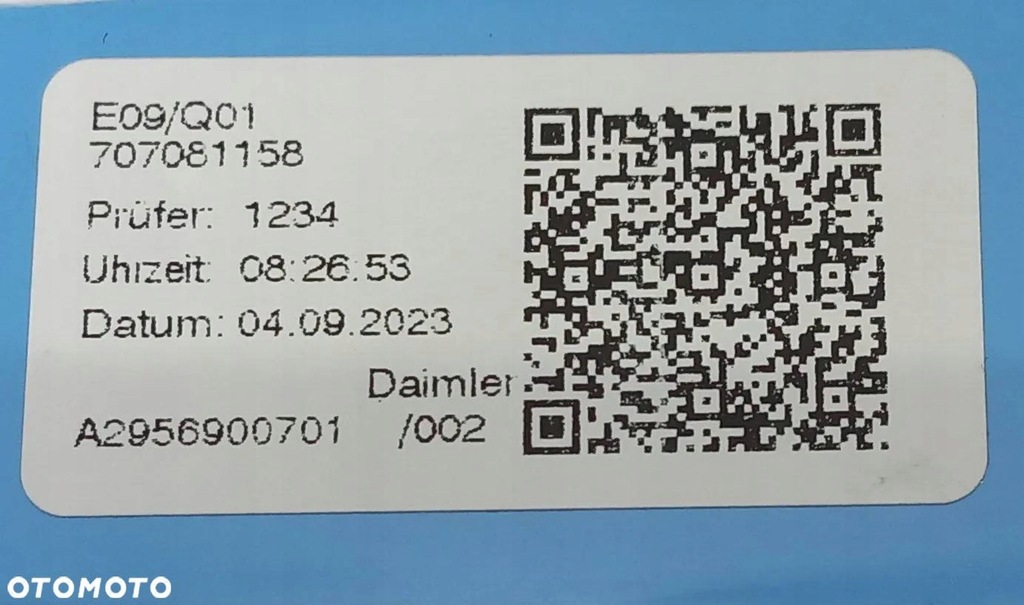 E09/Q01
707081158
Prüfer: 1234
Uhrzeit: 08:26:53
Datum: 04.09.2023
Daimler
A2956900701 /002
OTOMOTO